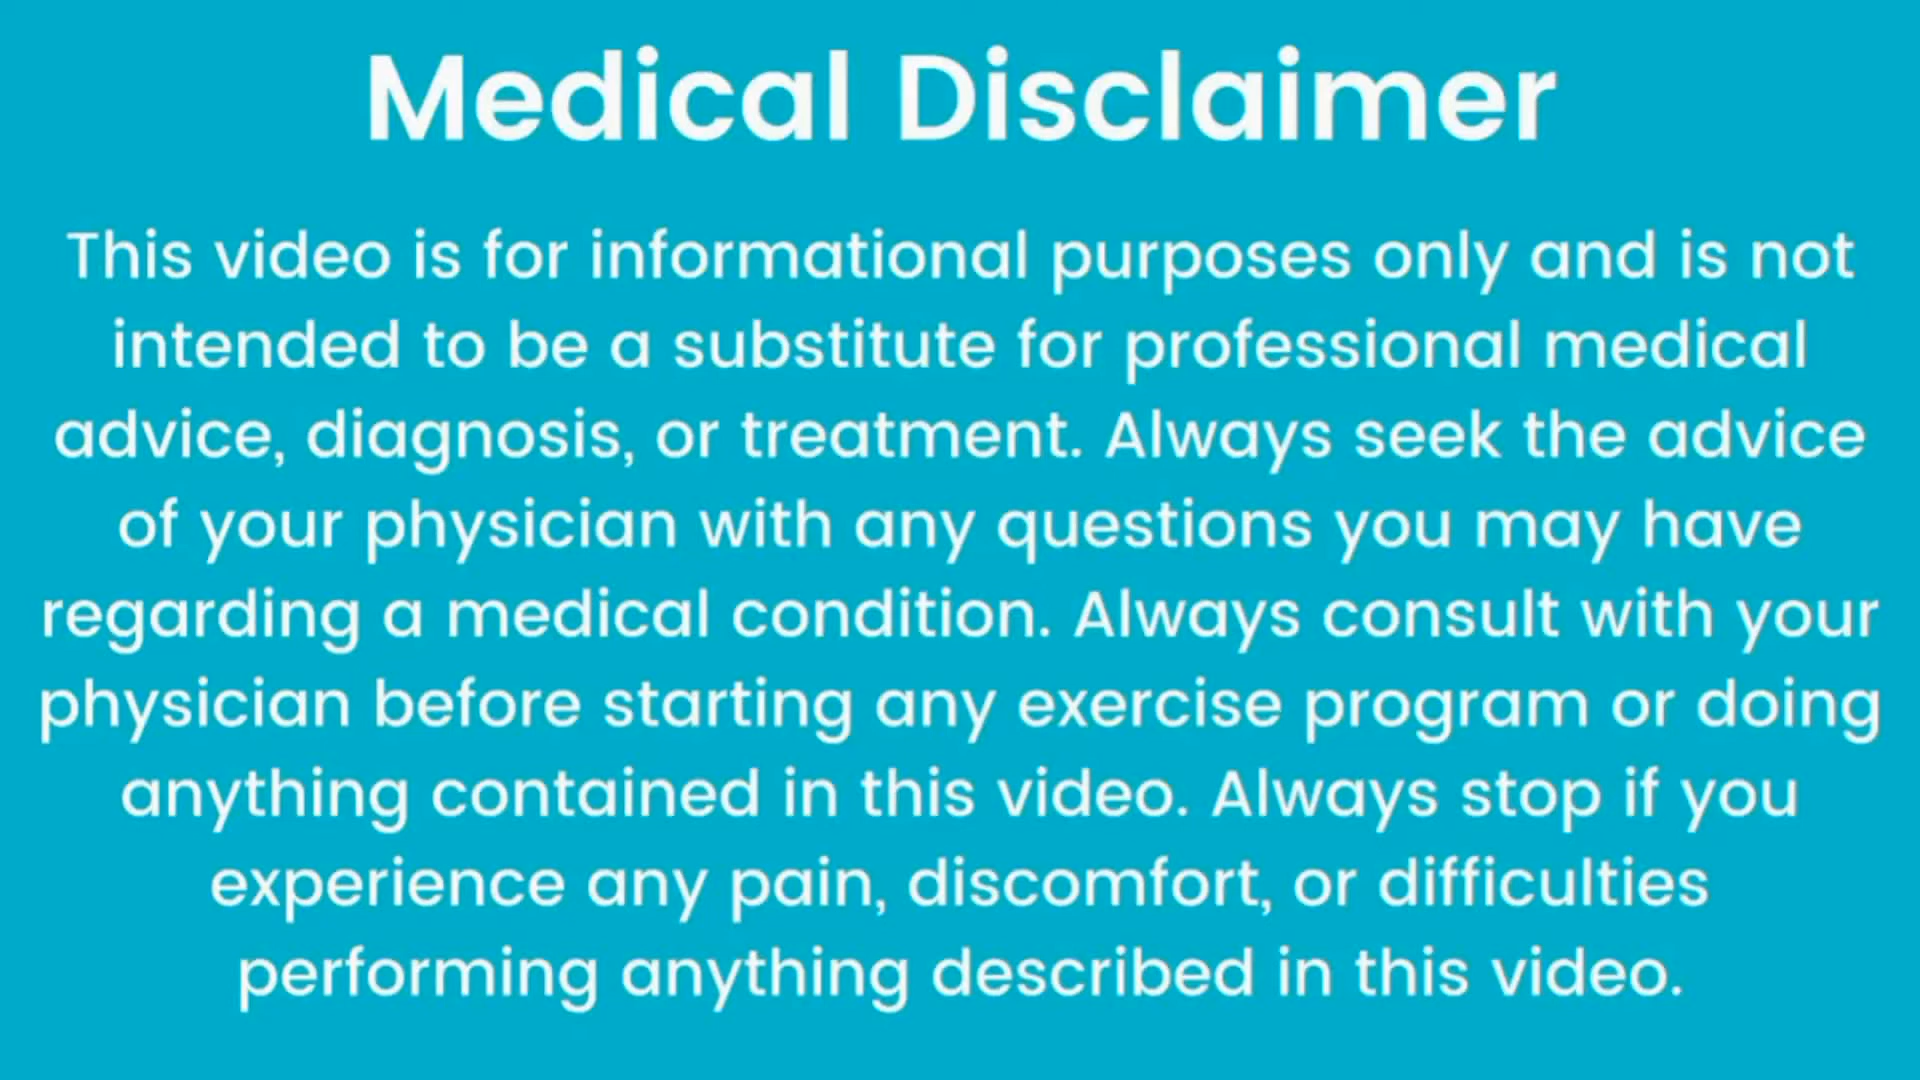 Medical Disclaimer
This video is for informational purposes only and is not
intended to be a substitute for professional medical
advice, diagnosis, or treatment. Always seek the advice
of your physician with any questions you may have
regarding a medical condition. Always consult with your
physician before starting any exercise program or doing
anything contained in this video. Always stop if you
experience any pain, discomfort, or difficulties
performing anything described in this video.